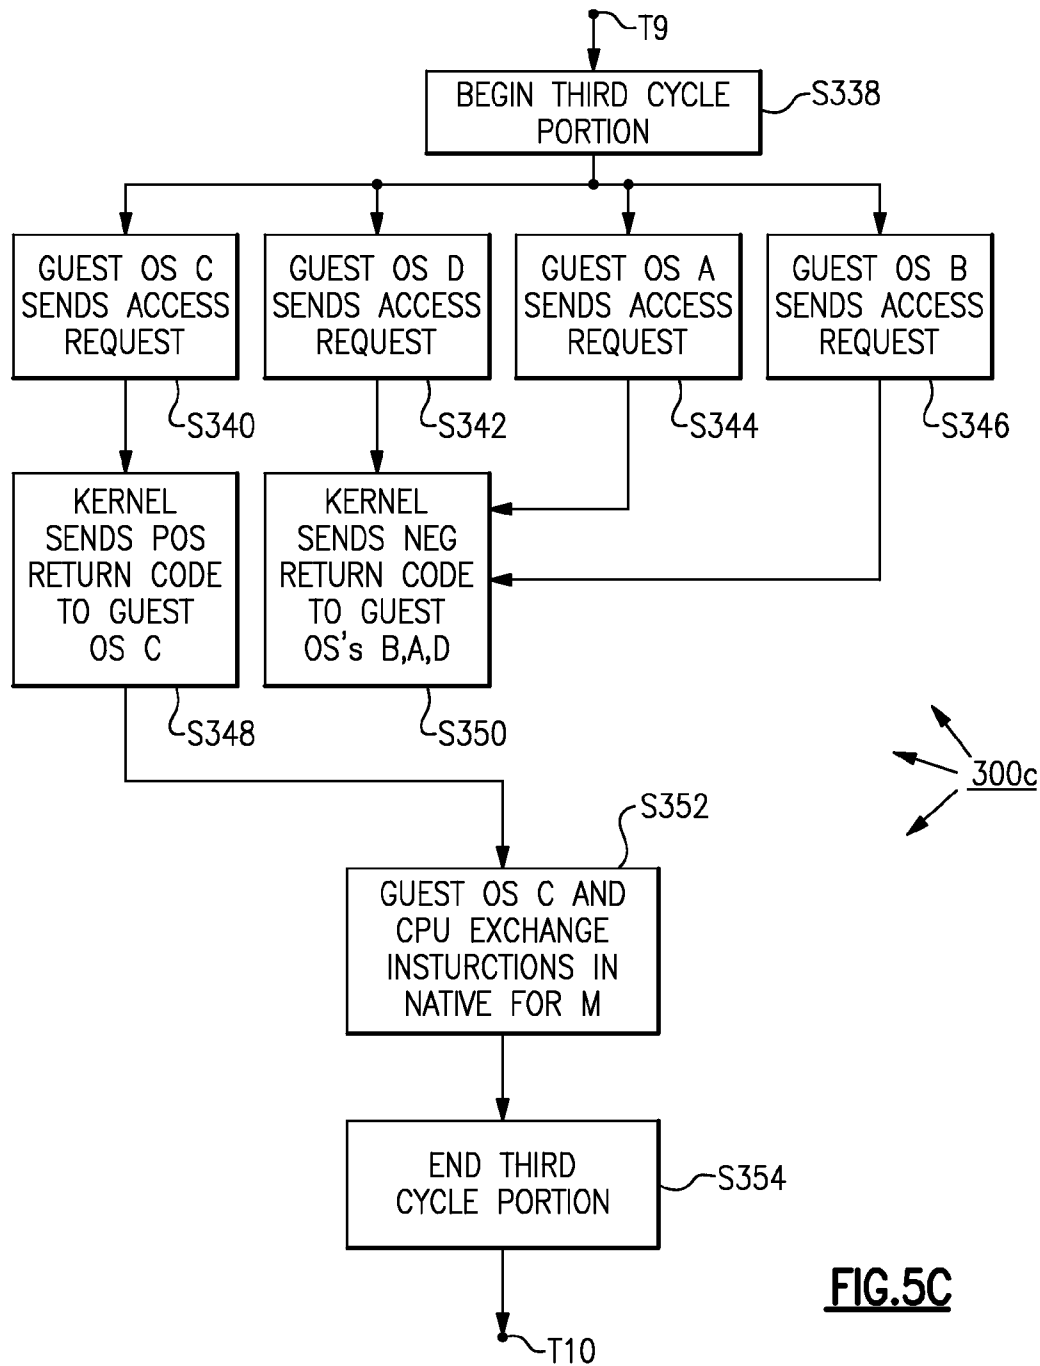 T9
BEGIN THIRD CYCLE
PORTION
S338
GUEST OS C
SENDS ACCESS
REQUEST
S340
GUEST OS D
SENDS ACCESS
REQUEST
S342
GUEST OS A
SENDS ACCESS
REQUEST
S344
GUEST OS B
SENDS ACCESS
REQUEST
S346
KERNEL
SENDS POS
RETURN CODE
TO GUEST
OS C
S348
KERNEL
SENDS NEG
RETURN CODE
TO GUEST
OS's B,A,D
S350
300c
S352
GUEST OS C AND
CPU EXCHANGE
INSTURCTIONS IN
NATIVE FOR M
END THIRD
CYCLE PORTION
S354
T10
FIG.5C